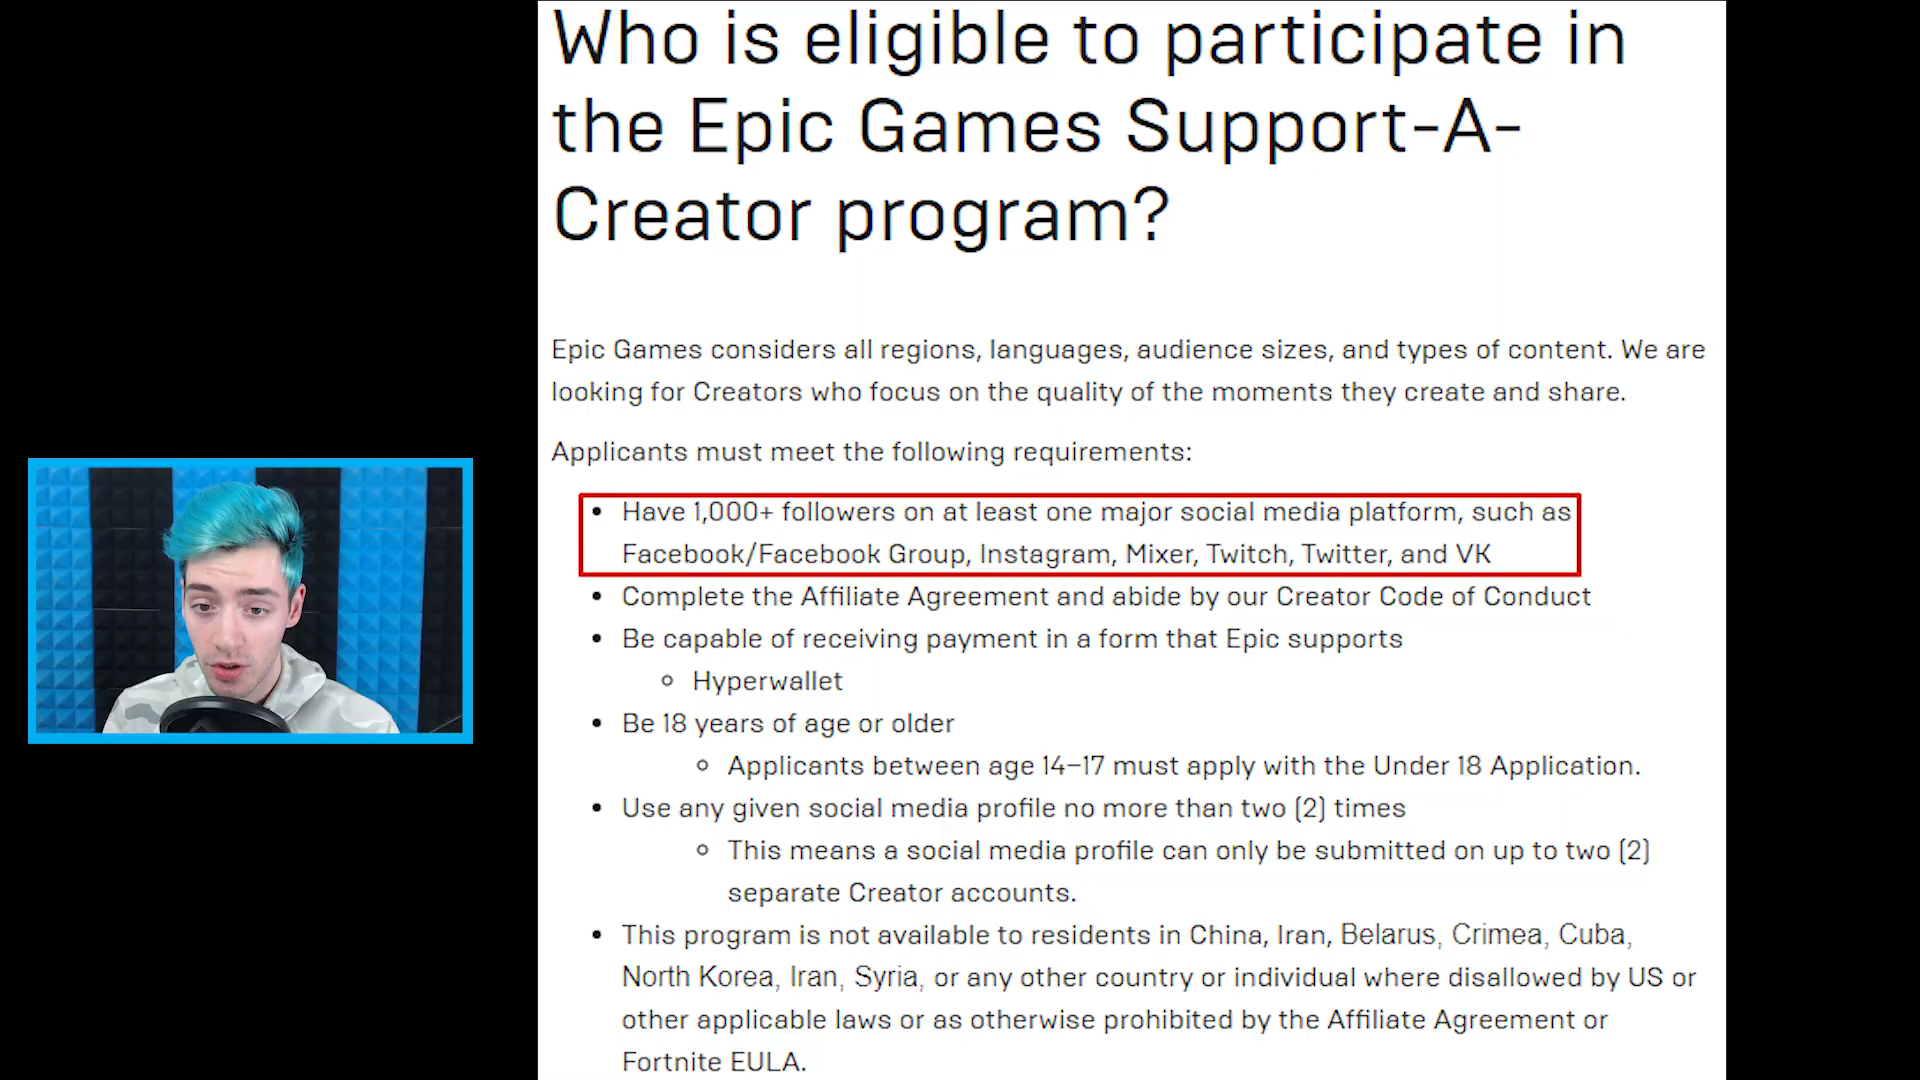 Who is eligible to participate in
the Epic Games Support-A-
Creator program?
Epic Games considers all regions, languages, audience sizes, and types of content. We are
looking for Creators who focus on the quality of the moments they create and share.
Applicants must meet the following requirements:
• Have 1,000+ followers on at least one major social media platform, such as
Facebook/Facebook Group, Instagram, Mixer, Twitch, Twitter, and VK
• Complete the Affiliate Agreement and abide by our Creator Code of Conduct
• Be capable of receiving payment in a form that Epic supports
◦ Hyperwallet
• Be 18 years of age or older
◦ Applicants between age 14–17 must apply with the Under 18 Application.
• Use any given social media profile no more than two (2) times
◦ This means a social media profile can only be submitted on up to two (2)
separate Creator accounts.
• This program is not available to residents in China, Iran, Belarus, Crimea, Cuba,
North Korea, Iran, Syria, or any other country or individual where disallowed by US or
other applicable laws or as otherwise prohibited by the Affiliate Agreement or
Fortnite EULA.